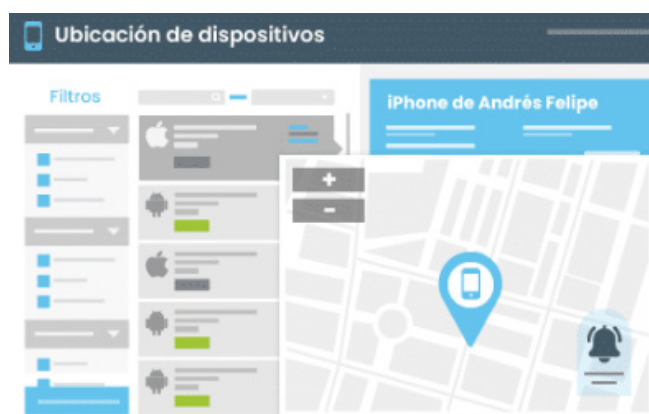 Ubicación de dispositivos
Filtros
iPhone de Andrés Felipe
+
-